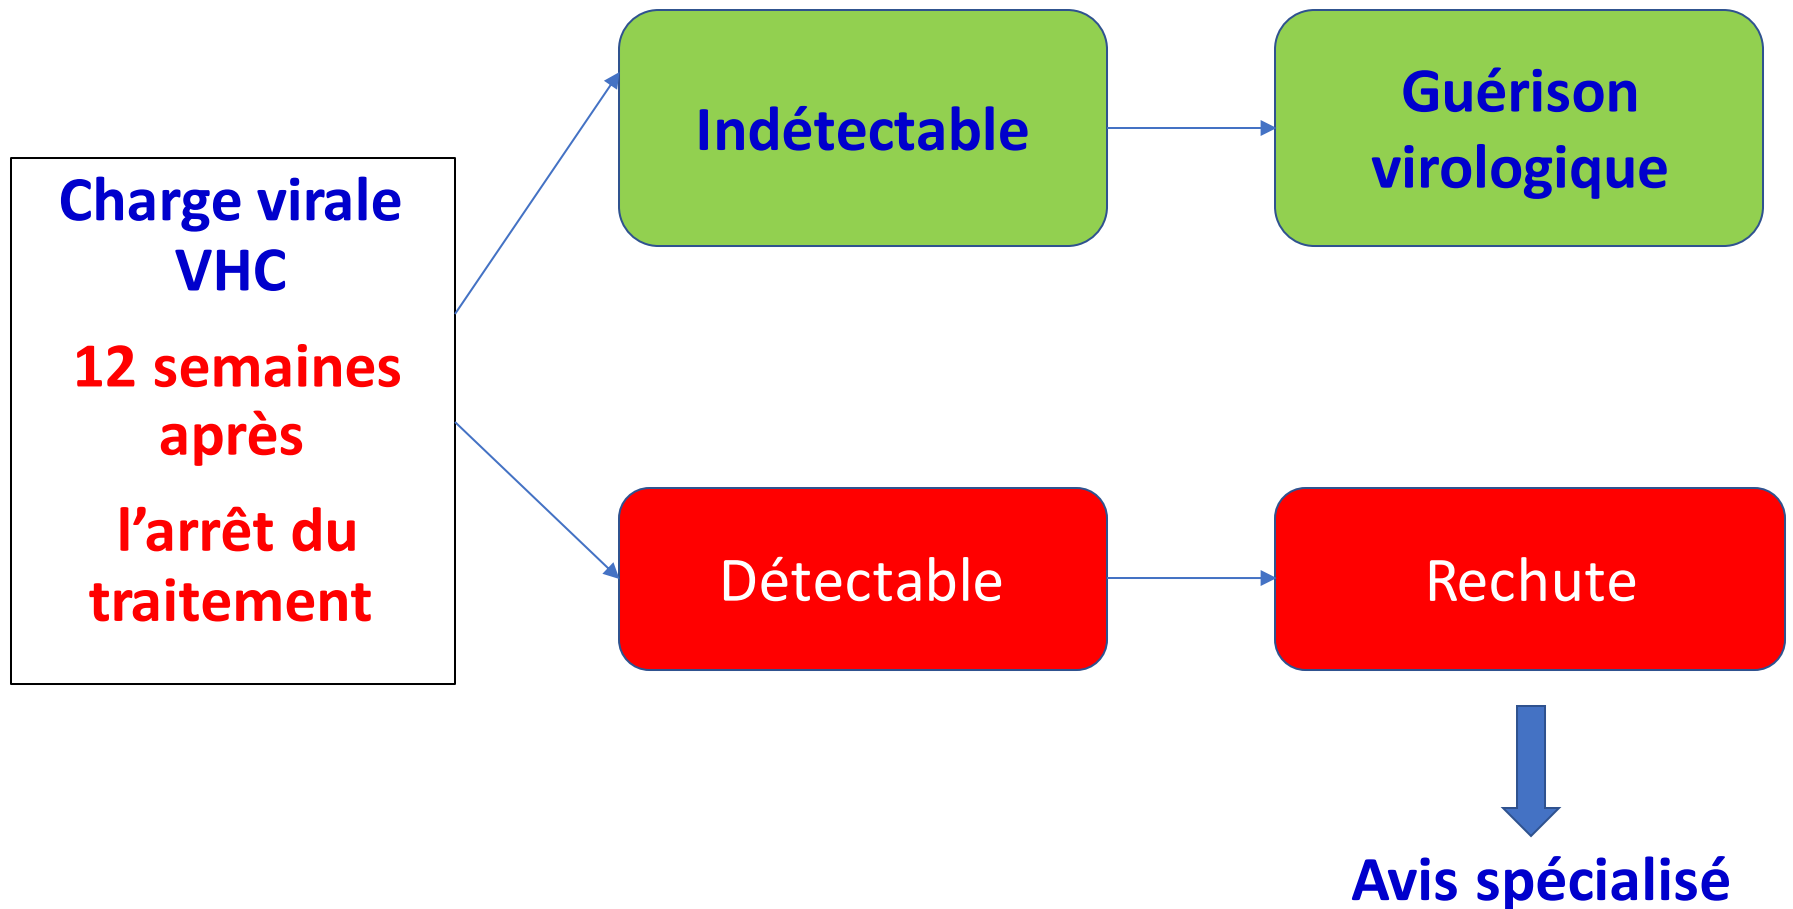 Charge virale
VHC
12 semaines
après
l’arrêt du
traitement
Indétectable
Guérison
virologique
Détectable
Rechute
Avis spécialisé